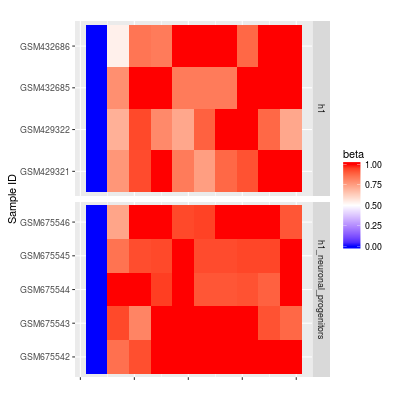 GSM432686
GSM432685
GSM429322
GSM429321
h1
Sample ID
GSM675546
GSM675545
GSM675544
GSM675543
GSM675542
h1_neuronal_progenitors
beta
1.00
0.75
0.50
0.25
0.00